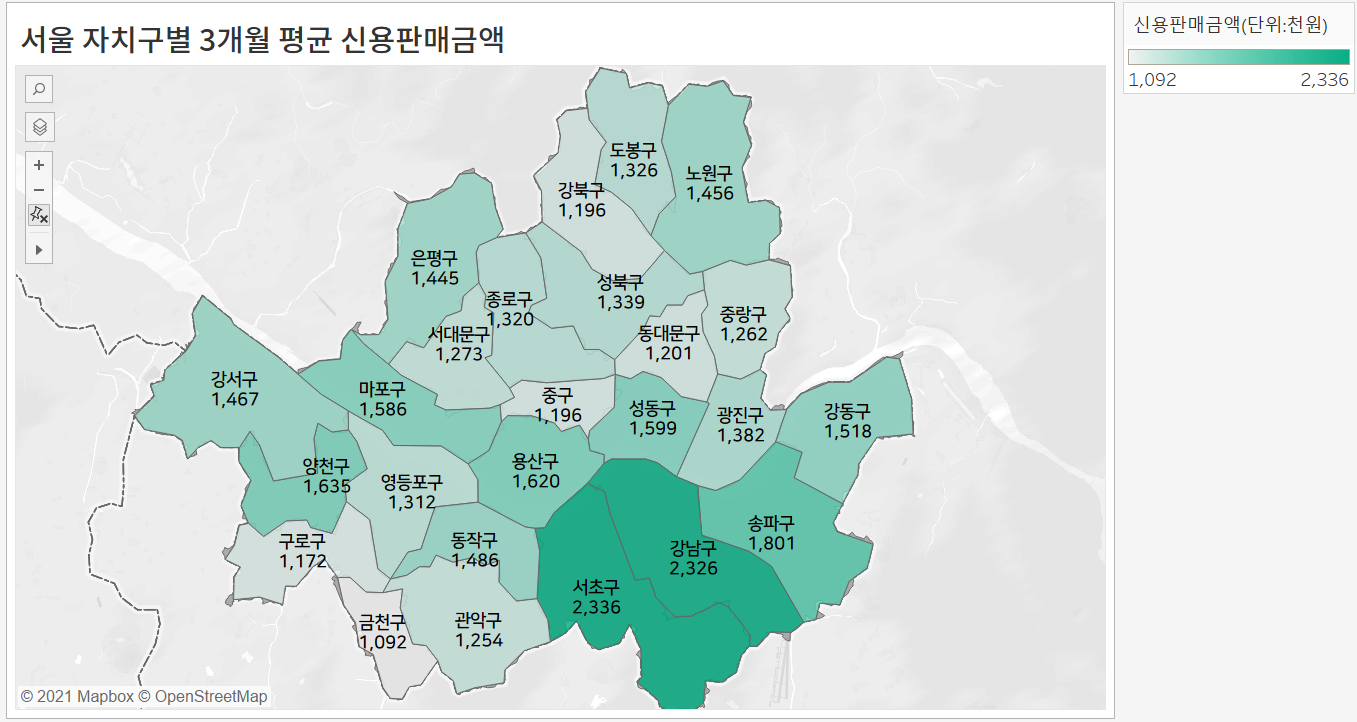 서울 자치구별 3개월 평균 신용판매금액
신용판매금액(단위:천원)
1,092 2,336
도봉구
1,326
노원구
1,456
강북구
1,196
은평구
1,445
성북구
1,339
종로구
1,320
중랑구
1,262
서대문구
1,273
동대문구
1,201
강서구
1,467
마포구
1,586
중구
1,196
성동구
1,599
광진구
1,382
강동구
1,518
양천구
1,635
영등포구
1,312
용산구
1,620
송파구
1,801
구로구
1,172
동작구
1,486
강남구
2,326
서초구
2,336
금천구
1,092
관악구
1,254
© 2021 Mapbox © OpenStreetMap